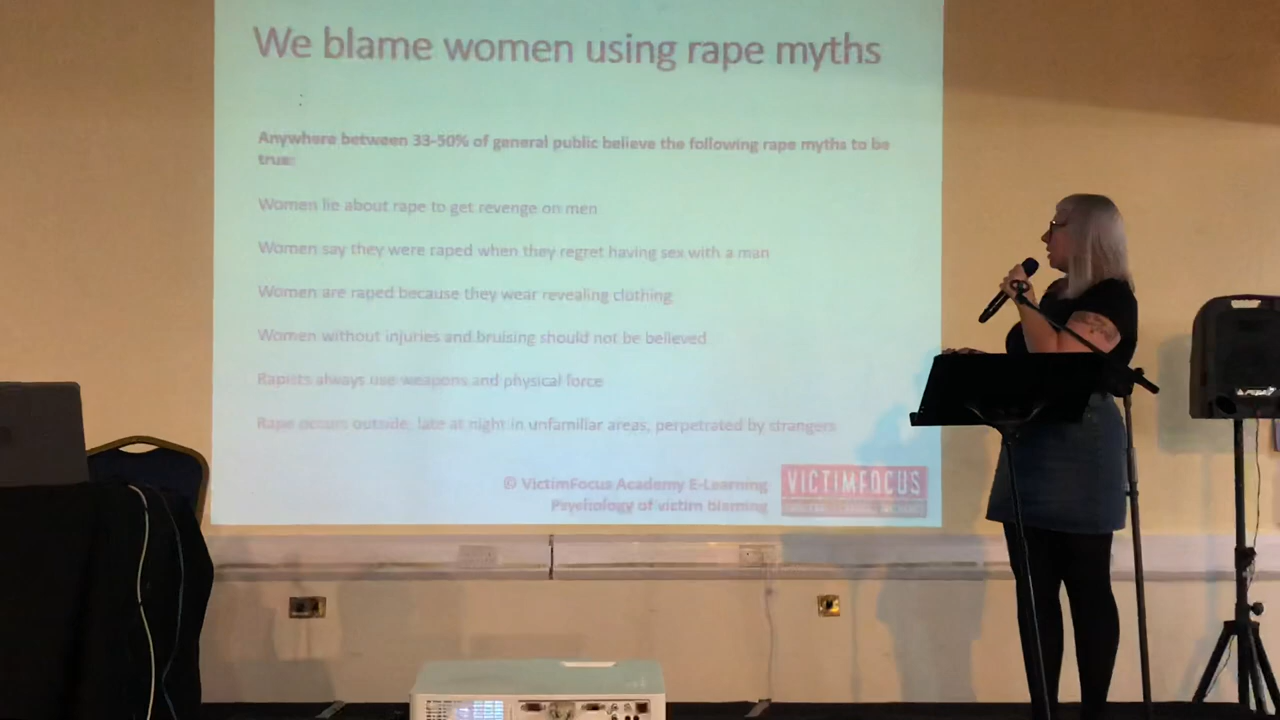 We blame women using rape myths
Anywhere between 33-50% of general public believe the following rape myths to be
true:
Women lie about rape to get revenge on men
Women say they were raped when they regret having sex with a man
Women are raped because they wear revealing clothing
Women without injuries and bruising should not be believed
Rapists always use weapons and physical force
Rape occurs outside, late at night in unfamiliar areas, perpetrated by strangers
© VictimFocus Academy E-Learning
Psychology of victim blaming
VICTIMFOCUS